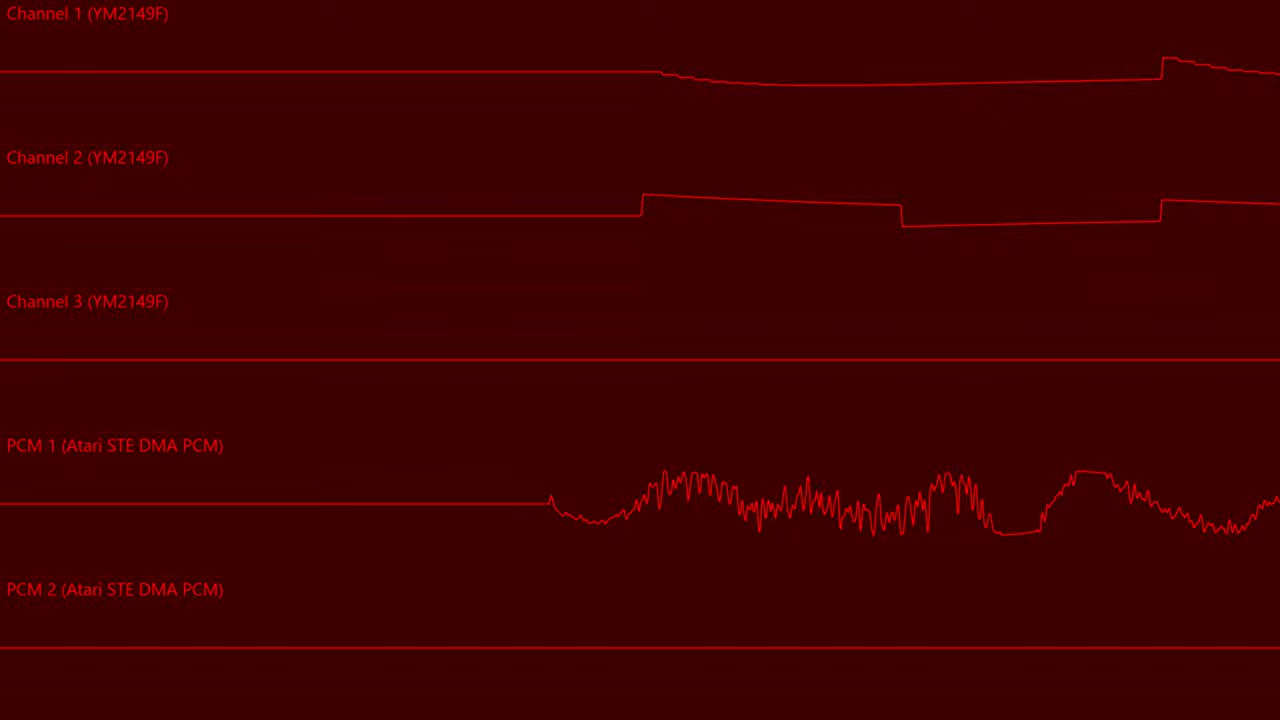 Channel 1 (YM2149F)
Channel 2 (YM2149F)
Channel 3 (YM2149F)
PCM 1 (Atari STE DMA PCM)
PCM 2 (Atari STE DMA PCM)